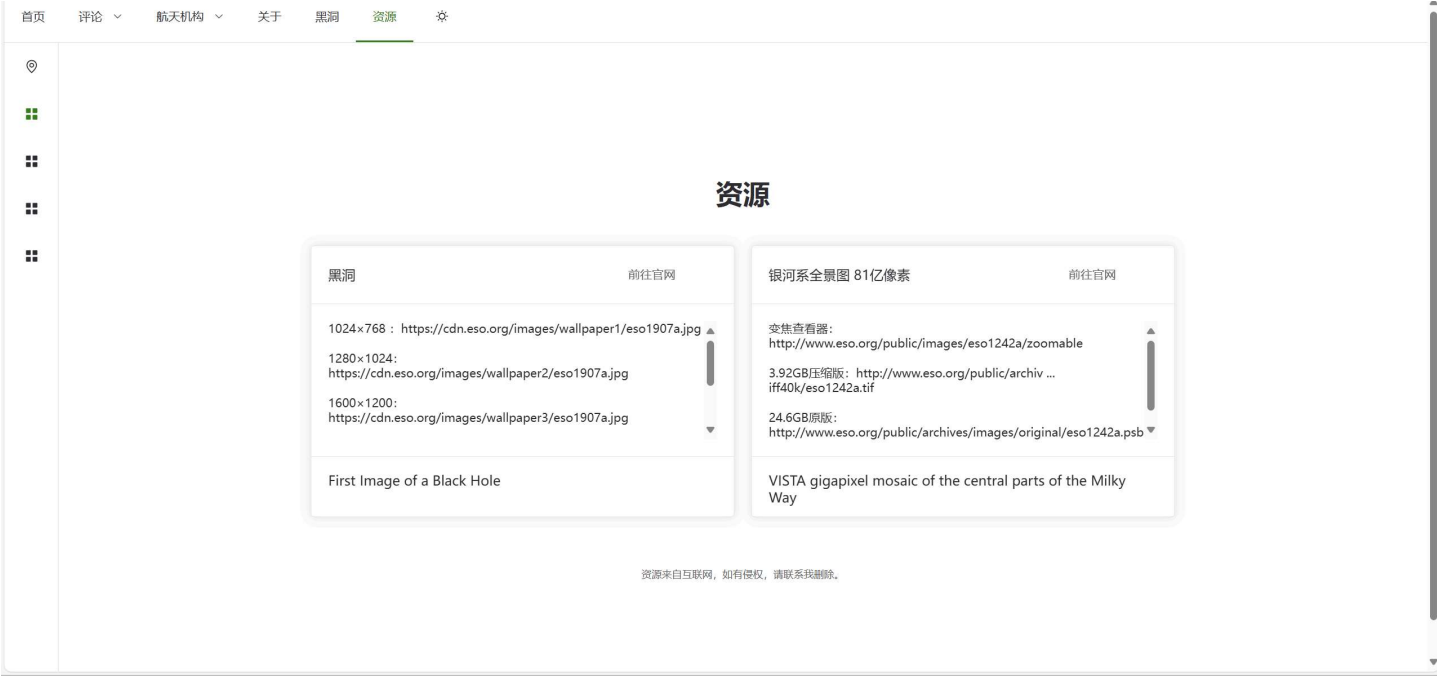 首页 评论 航天机构 关于 黑洞 资源
资源
黑洞 前往官网
1024×768 : https://cdn.eso.org/images/wallpaper1/eso1907a.jpg
1280×1024:
https://cdn.eso.org/images/wallpaper2/eso1907a.jpg
1600×1200:
https://cdn.eso.org/images/wallpaper3/eso1907a.jpg
First Image of a Black Hole
银河系全景图 81亿像素 前往官网
变焦查看器:
http://www.eso.org/public/images/eso1242a/zoomable
3.92GB压缩版: http://www.eso.org/public/archiv ...
iff40k/eso1242a.tif
24.6GB原版:
http://www.eso.org/public/archives/images/original/eso1242a.psb
VISTA gigapixel mosaic of the central parts of the Milky
Way
资源来自互联网，如有侵权，请联系我删除。